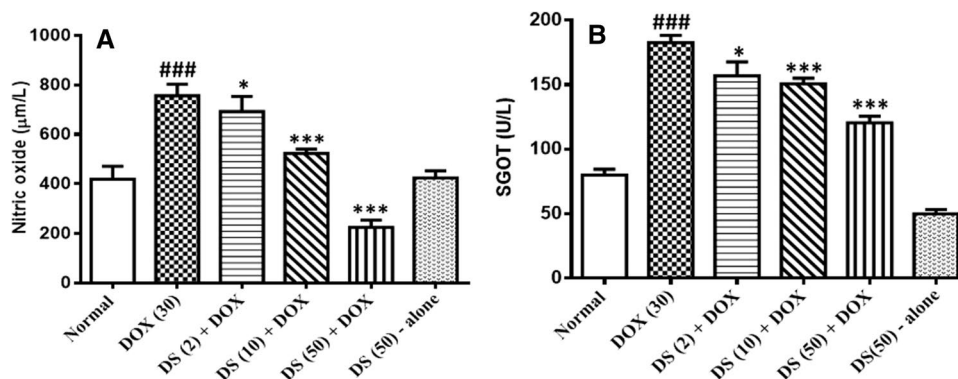 A
Nitric oxide (μm/L)
1000
800
600
400
200
0
###
*
***
***
Normal
DOX (30)
DS (2) + DOX
DS (10) + DOX
DS (50) + DOX
DS (50) - alone
B
SGOT (U/L)
200
150
100
50
0
###
*
***
***
Normal
DOX (30)
DS (2) + DOX
DS (10) + DOX
DS (50) + DOX
DS(50) - alone